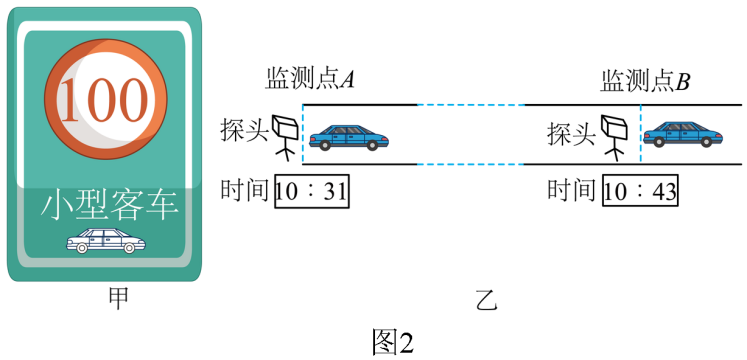 100
小型客车
甲
监测点A
监测点B
探头
探头
时间 10：31
时间 10：43
乙
图2